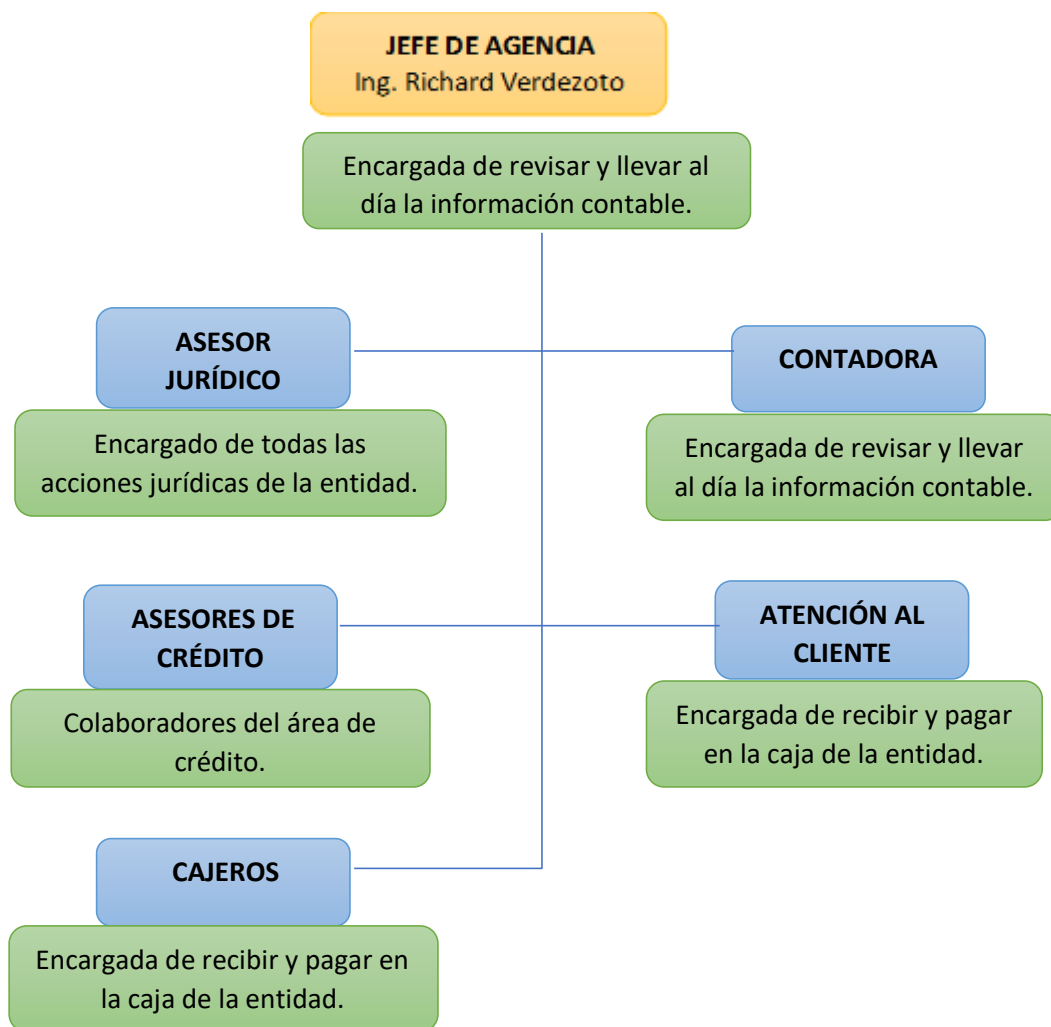 JEFE DE AGENCIA
Ing. Richard Verdezoto
Encargada de revisar y llevar al
día la información contable.
ASESOR
JURÍDICO
Encargado de todas las
acciones jurídicas de la entidad.
CONTADORA
Encargada de revisar y llevar
al día la información contable.
ASESORES DE
CRÉDITO
Colaboradores del área de
crédito.
ATENCIÓN AL
CLIENTE
Encargada de recibir y pagar
en la caja de la entidad.
CAJEROS
Encargada de recibir y pagar en
la caja de la entidad.